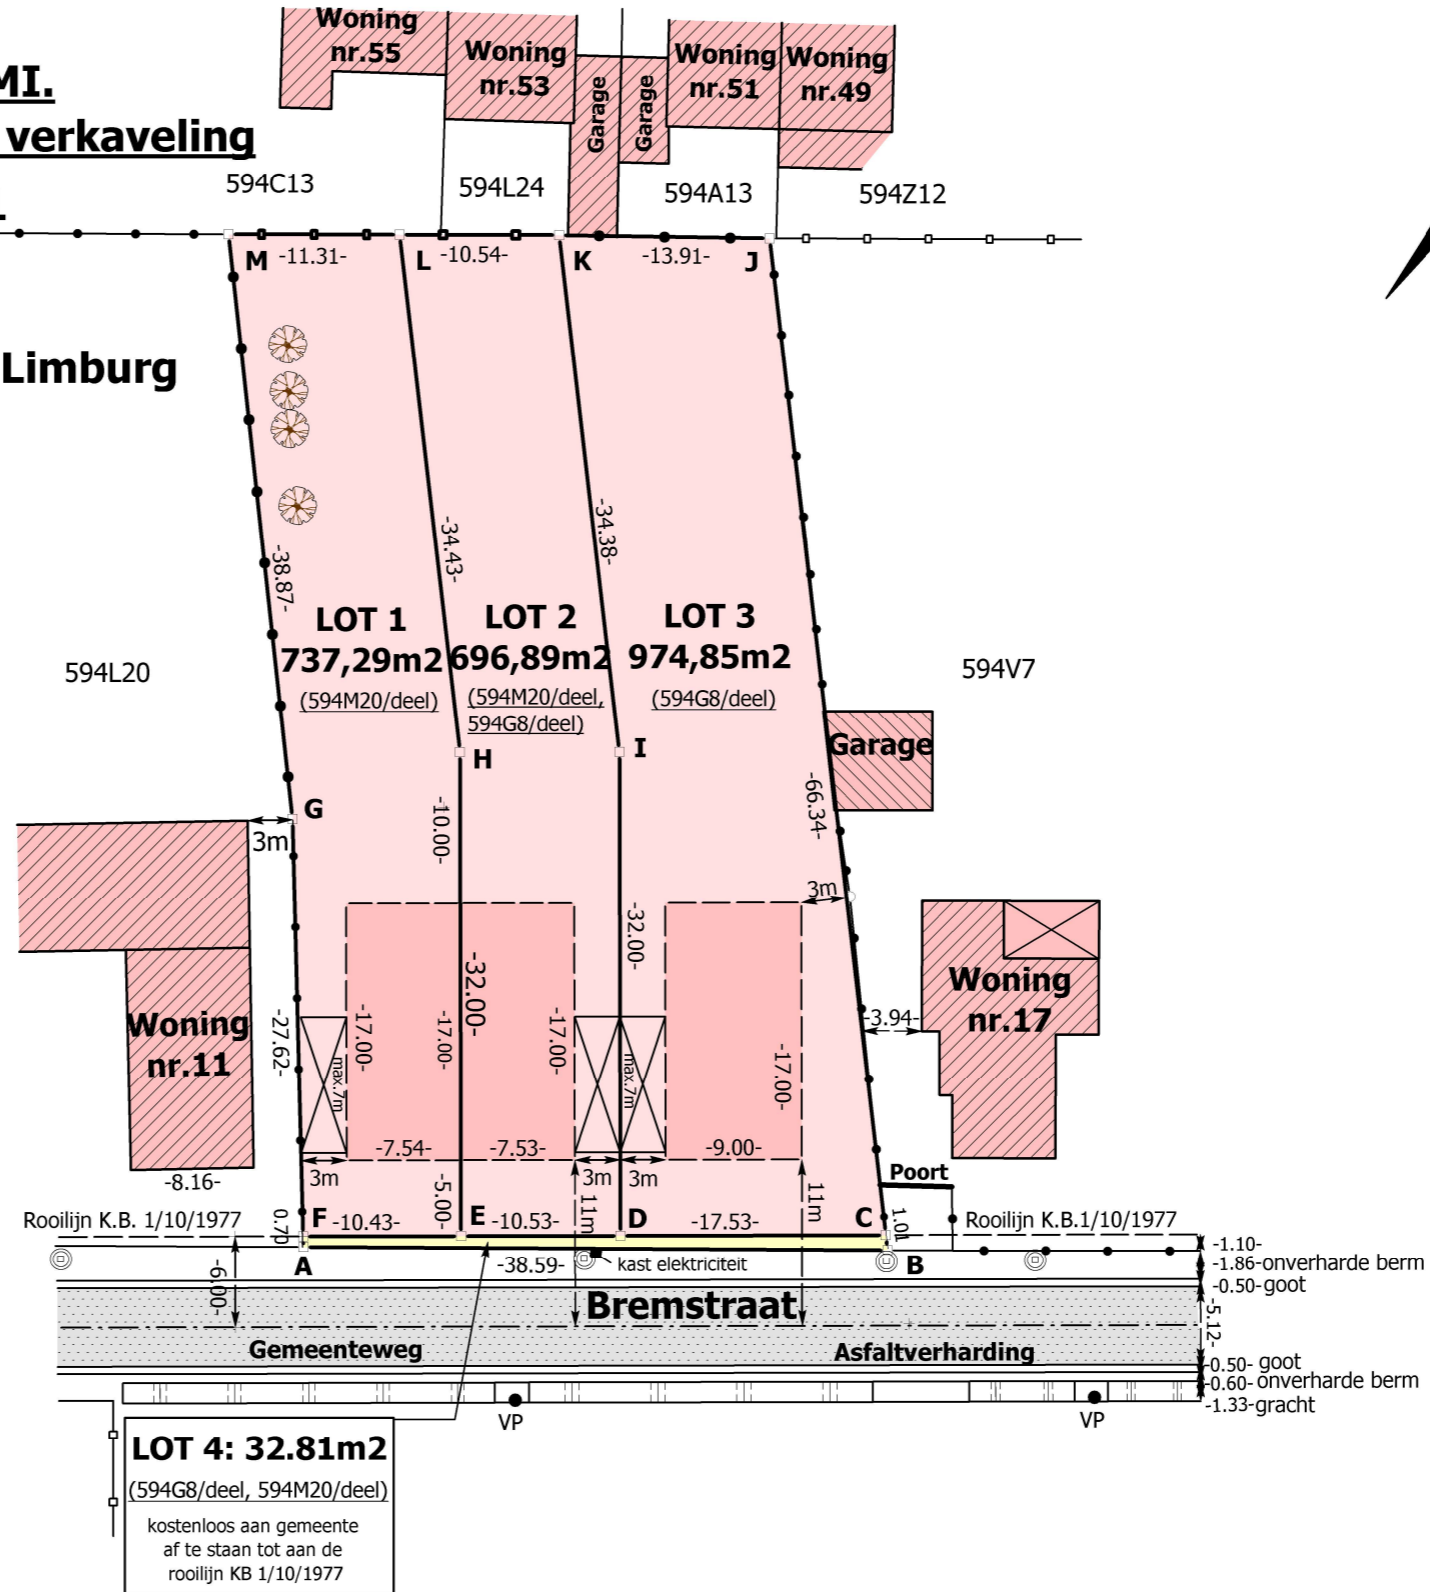 Woning
nr.55
Woning
nr.53
Garage
Garage
Woning
nr.51
Woning
nr.49
MI.
verkaveling
594C13
594L24
594A13
594Z12
M -11.31- L -10.54- K -13.91- J
Limburg
-38.87-
-34.43-
-34.38-
LOT 1
737,29m2
(594M20/deel)
LOT 2
696,89m2
(594M20/deel,
594G8/deel)
LOT 3
974,85m2
(594G8/deel)
594L20
594V7
Garage
-66.34-
H
I
G
3m
-10.00-
3m
-32.00-
-32.00-
Woning
nr.11
Woning
nr.17
-3.94-
-27.62-
-17.00-
-17.00-
-17.00-
-17.00-
max.7m
max.7m
-7.54-
-7.53-
-9.00-
3m
3m
3m
-5.00-
11m
11m
Poort
-8.16-
Rooilijn K.B. 1/10/1977
0.70
F -10.43- E -10.53- D -17.53- C
1.01
Rooilijn K.B.1/10/1977
A
-38.59-
kast elektriciteit
B
-6.00-
-1.10-
-1.86-onverharde berm
-0.50-goot
-5.12-
Bremstraat
Gemeenteweg
Asfaltverharding
-0.50- goot
-0.60- onverharde berm
-1.33-gracht
VP
VP
LOT 4: 32.81m2
(594G8/deel, 594M20/deel)
kostenloos aan gemeente
af te staan tot aan de
rooilijn KB 1/10/1977